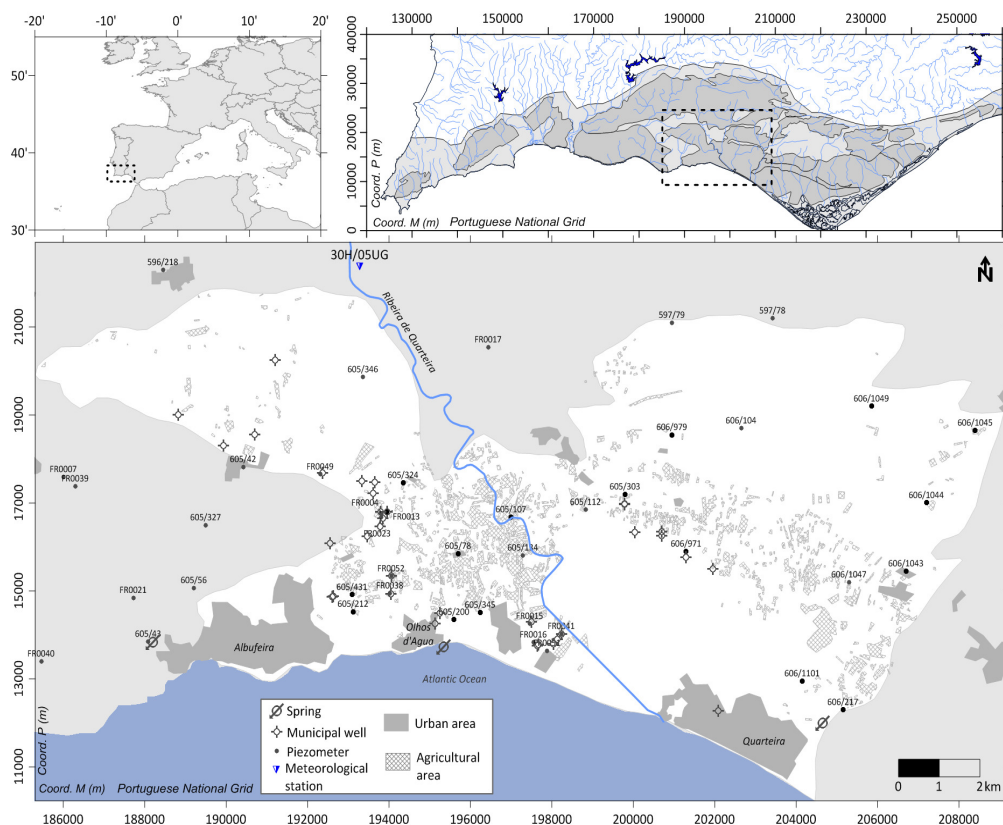 -20'
-10'
0'
10'
20'
50'
40'
30'
130000
150000
170000
190000
210000
230000
250000
40000
30000
20000
10000
0
Coord. P (m)
Coord. M (m) Portuguese National Grid
30H/05UG
596/218
Ribeira de Quarteira
597/79
597/78
FR0017
605/346
606/1049
606/979
606/104
606/1045
605/42
FR0049
FR0007
FR0039
605/324
605/303
606/1044
FR0004
FR0013
605/107
605/112
605/327
FR0023
605/78
605/134
606/971
606/1043
FR0052
606/1047
605/56
FR0038
605/431
FR0021
605/212
605/200
605/345
FR0015
605/43
Olhos
d'Agua
FR0016
FR0041
Albufeira
FR0040
Atlantic Ocean
606/1101
606/217
Quarteira
21000
19000
17000
15000
13000
11000
Coord. P (m)
Coord. M (m) Portuguese National Grid
Spring
Municipal well
Piezometer
Meteorological
station
Urban area
Agricultural
area
N
0 1 2 km
186000
188000
190000
192000
194000
196000
198000
200000
202000
204000
206000
208000